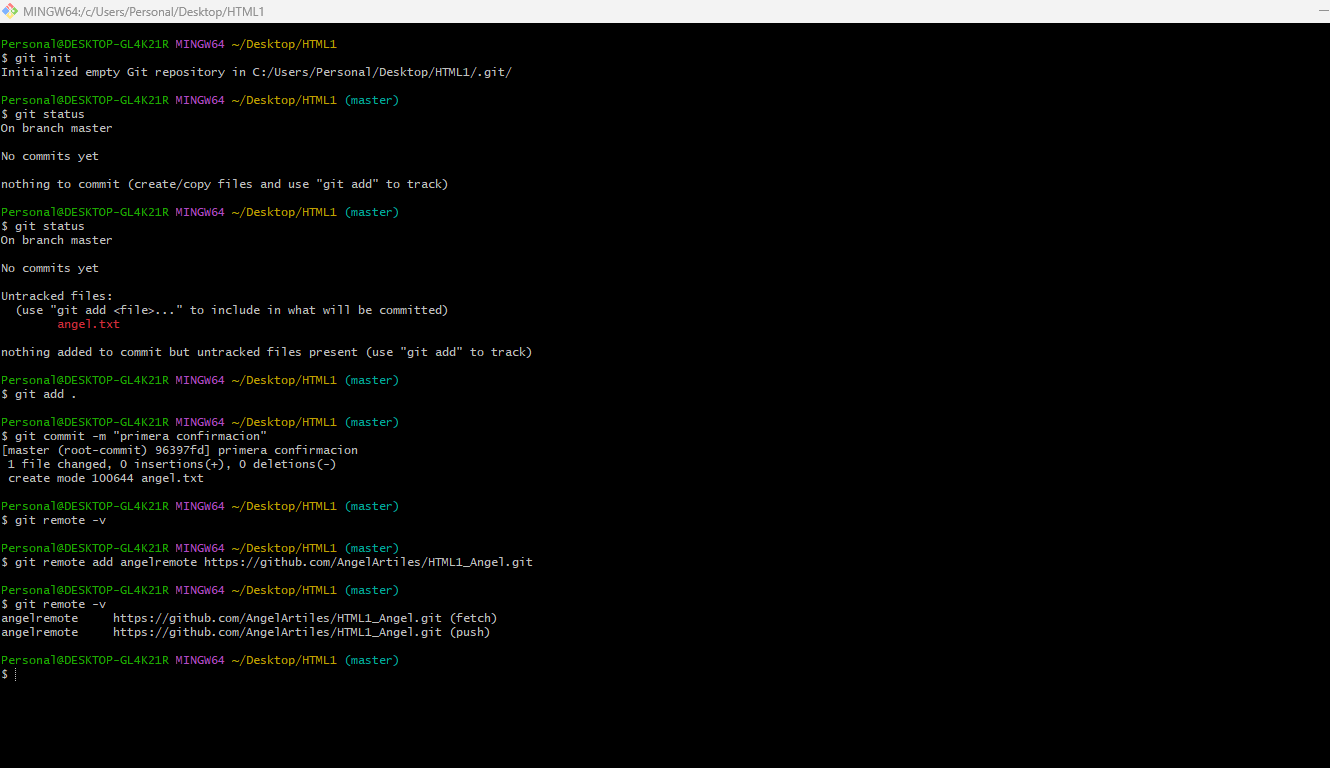 MINGW64:/c/Users/Personal/Desktop/HTML1
Personal@DESKTOP-GL4K21R MINGW64 ~/Desktop/HTML1
$ git init
Initialized empty Git repository in C:/Users/Personal/Desktop/HTML1/.git/
Personal@DESKTOP-GL4K21R MINGW64 ~/Desktop/HTML1 (master)
$ git status
On branch master
No commits yet
nothing to commit (create/copy files and use "git add" to track)
Personal@DESKTOP-GL4K21R MINGW64 ~/Desktop/HTML1 (master)
$ git status
On branch master
No commits yet
Untracked files:
  (use "git add <file>..." to include in what will be committed)
        angel.txt
nothing added to commit but untracked files present (use "git add" to track)
Personal@DESKTOP-GL4K21R MINGW64 ~/Desktop/HTML1 (master)
$ git add .
Personal@DESKTOP-GL4K21R MINGW64 ~/Desktop/HTML1 (master)
$ git commit -m "primera confirmacion"
[master (root-commit) 96397fd] primera confirmacion
 1 file changed, 0 insertions(+), 0 deletions(-)
 create mode 100644 angel.txt
Personal@DESKTOP-GL4K21R MINGW64 ~/Desktop/HTML1 (master)
$ git remote -v
Personal@DESKTOP-GL4K21R MINGW64 ~/Desktop/HTML1 (master)
$ git remote add angelremote https://github.com/AngelArtiles/HTML1_Angel.git
Personal@DESKTOP-GL4K21R MINGW64 ~/Desktop/HTML1 (master)
$ git remote -v
angelremote     https://github.com/AngelArtiles/HTML1_Angel.git (fetch)
angelremote     https://github.com/AngelArtiles/HTML1_Angel.git (push)
Personal@DESKTOP-GL4K21R MINGW64 ~/Desktop/HTML1 (master)
$